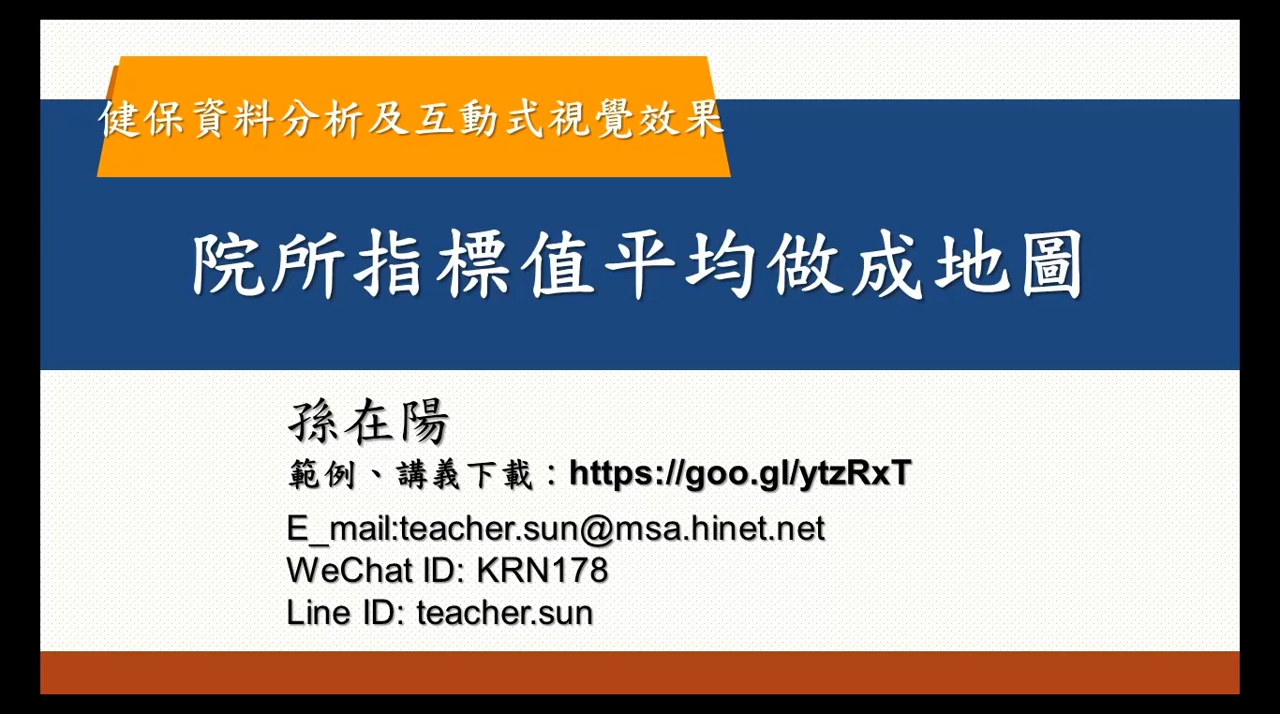 健保資料分析及互動式視覺效果
院所指標值平均做成地圖
孫在陽
範例、講義下載：https://goo.gl/ytzRxT
E_mail:teacher.sun@msa.hinet.net
WeChat ID: KRN178
Line ID: teacher.sun